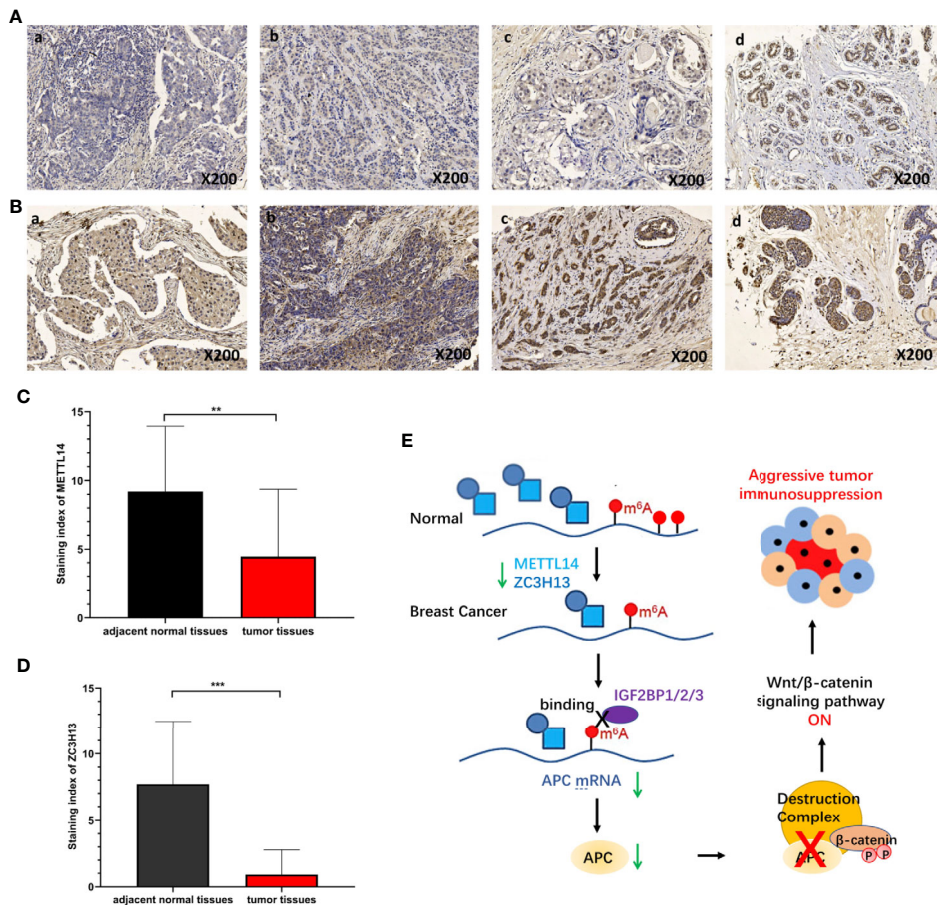 A
a
X200
b
X200
c
X200
d
X200
B
a
X200
b
X200
c
X200
d
X200
C
Staining index of METTL14
15
10
5
0
**
adjacent normal tissues
tumor tissues
D
Staining index of ZC3H13
15
10
5
0
***
adjacent normal tissues
tumor tissues
E
Normal
m⁶A
METTL14
ZC3H13
Breast Cancer
m⁶A
binding
X
IGF2BP1/2/3
m⁶A
APC mRNA
APC
Destruction
Complex
β-catenin
P P
X
APC
Wnt/β-catenin
signaling pathway
ON
Aggressive tumor
immunosuppression